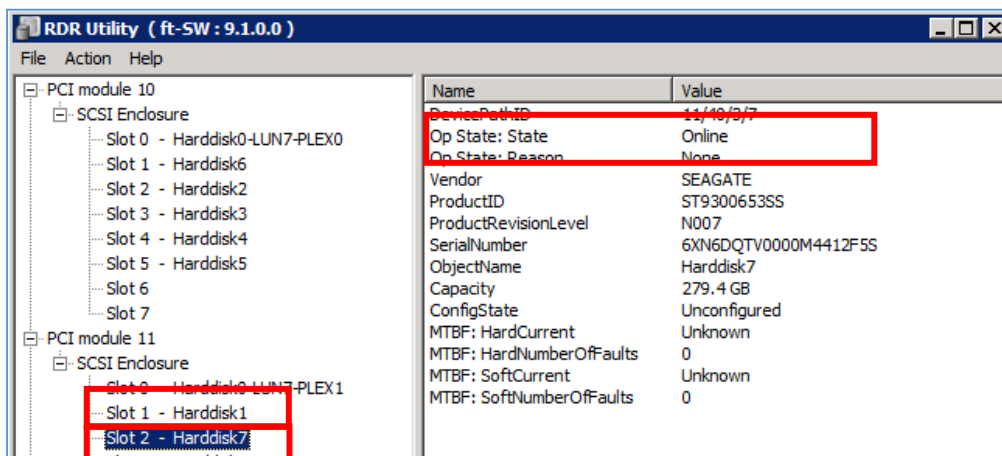 RDR Utility ( ft-SW : 9.1.0.0 )
File Action Help
PCI module 10
SCSI Enclosure
Slot 0 - Harddisk0-LUN7-PLEX0
Slot 1 - Harddisk6
Slot 2 - Harddisk2
Slot 3 - Harddisk3
Slot 4 - Harddisk4
Slot 5 - Harddisk5
Slot 6
Slot 7
PCI module 11
SCSI Enclosure
Slot 0 - Harddisk0-LUN7-PLEX1
Slot 1 - Harddisk1
Slot 2 - Harddisk7
Name Value
DevicePathID 11/40/3/7
Op State: State Online
Op State: Reason None
Vendor SEAGATE
ProductID ST9300653SS
ProductRevisionLevel N007
SerialNumber 6XN6DQTV0000M4412F5S
ObjectName Harddisk7
Capacity 279.4 GB
ConfigState Unconfigured
MTBF: HardCurrent Unknown
MTBF: HardNumberOfFaults 0
MTBF: SoftCurrent Unknown
MTBF: SoftNumberOfFaults 0